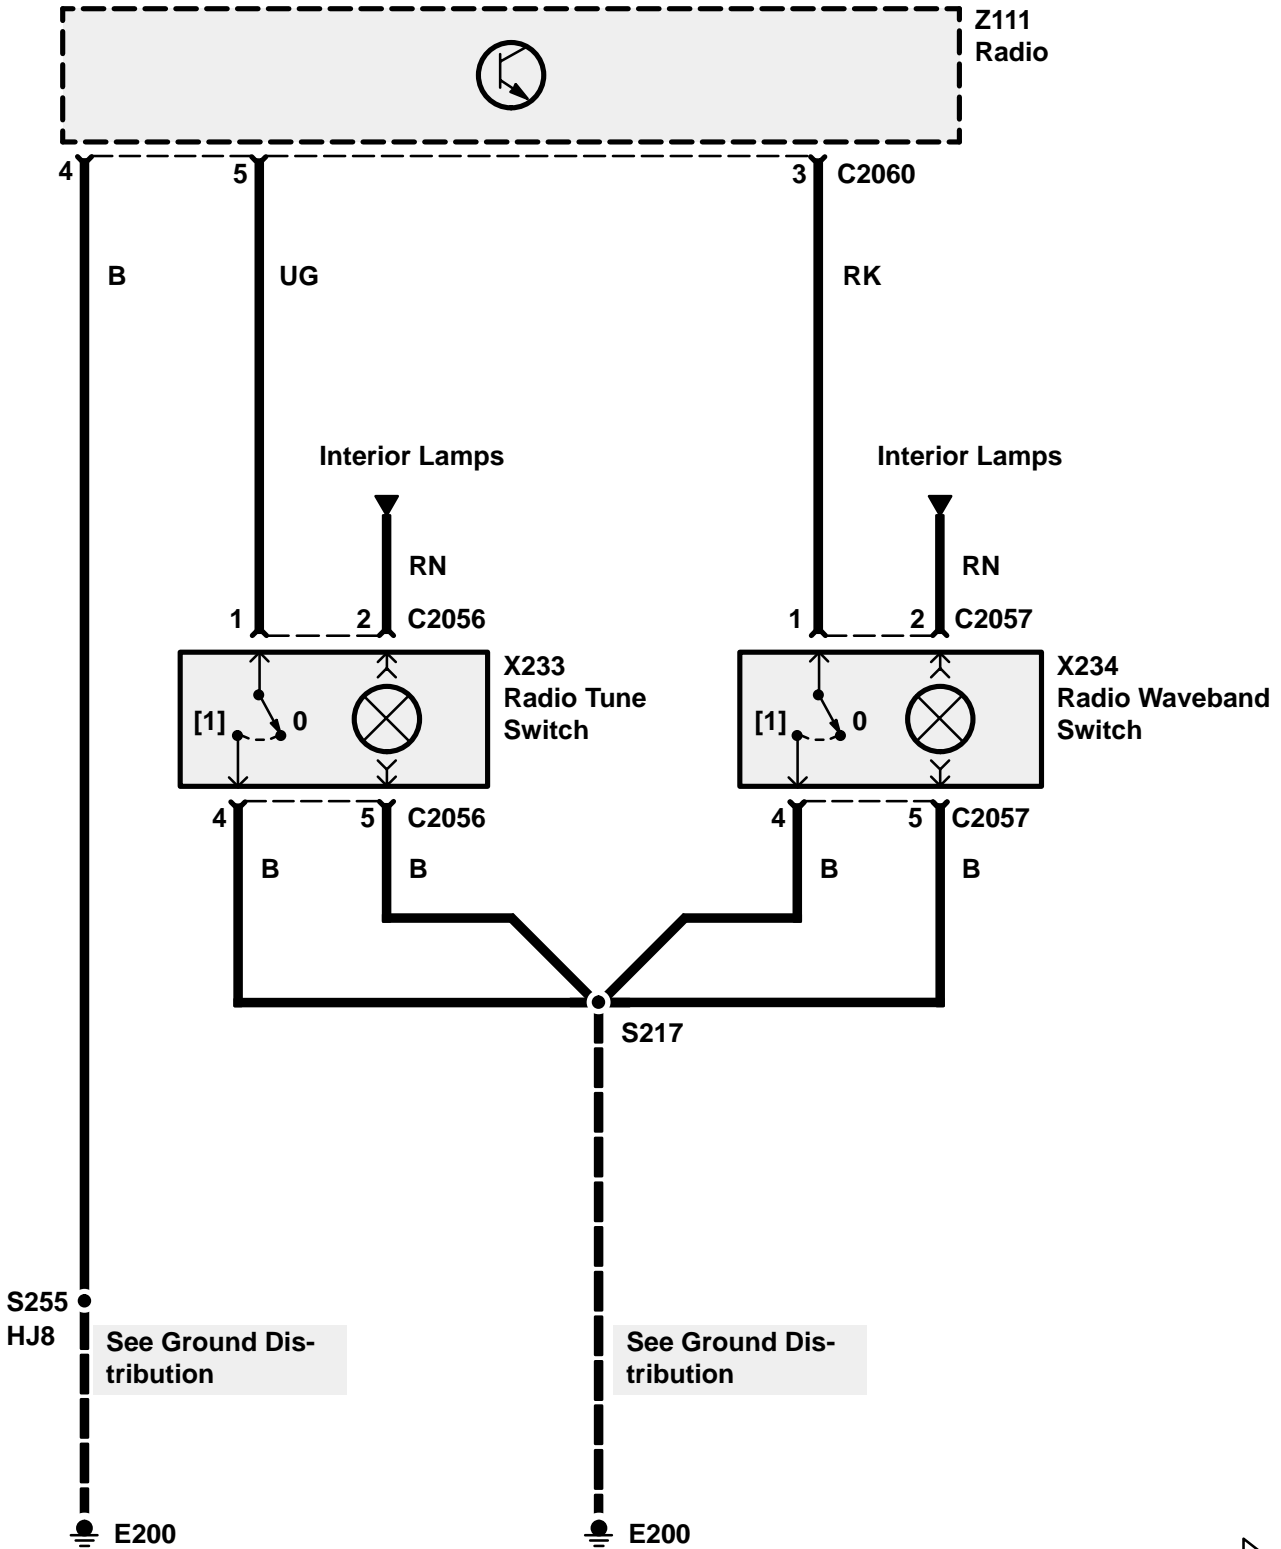 Z111
Radio
4
5
3
C2060
B
UG
RK
Interior Lamps
Interior Lamps
RN
RN
1
2
C2056
1
2
C2057
X233
Radio Tune
Switch
[1]
0
X234
Radio Waveband
Switch
[1]
0
4
5
C2056
4
5
C2057
B
B
B
B
S217
S255
HJ8
See Ground Dis-
tribution
See Ground Dis-
tribution
E200
E200